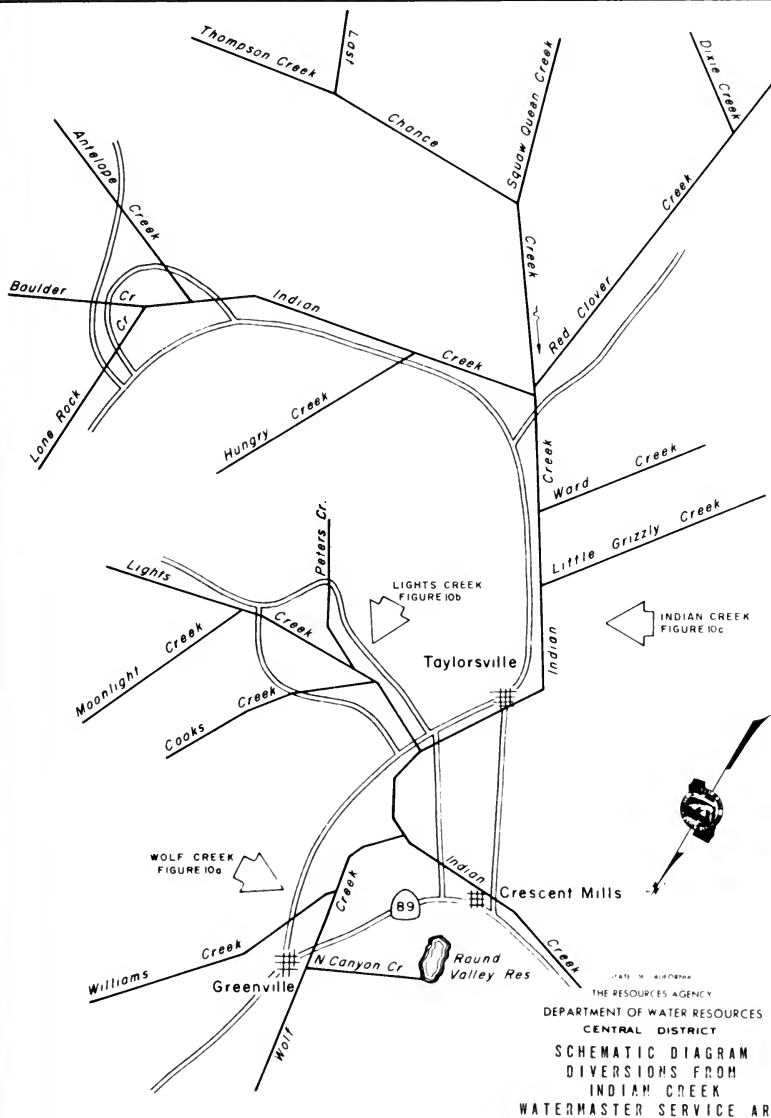 Thompson Creek
Last
Chance
Creek
Squaw Queen Creek
Dixie Creek
Red Clover Creek
Antelope Creek
Boulder Cr
Lone Rock Cr
Indian Creek
Hungry Creek
Creek
Ward Creek
Little Grizzly Creek
Indian
Peters Cr.
Lights Creek
Moonlight Creek
Cooks Creek
LIGHTS CREEK
FIGURE 10b
INDIAN CREEK
FIGURE 10c
Taylorsville
WOLF CREEK
FIGURE 10a
Indian Creek
Crescent Mills
89
Williams Creek
Greenville
N Canyon Cr
Round
Valley Res
Wolf Creek
STATE OF CALIFORNIA
THE RESOURCES AGENCY
DEPARTMENT OF WATER RESOURCES
CENTRAL DISTRICT
SCHEMATIC DIAGRAM
DIVERSIONS FROM
INDIAN CREEK
WATERMASTER SERVICE AR